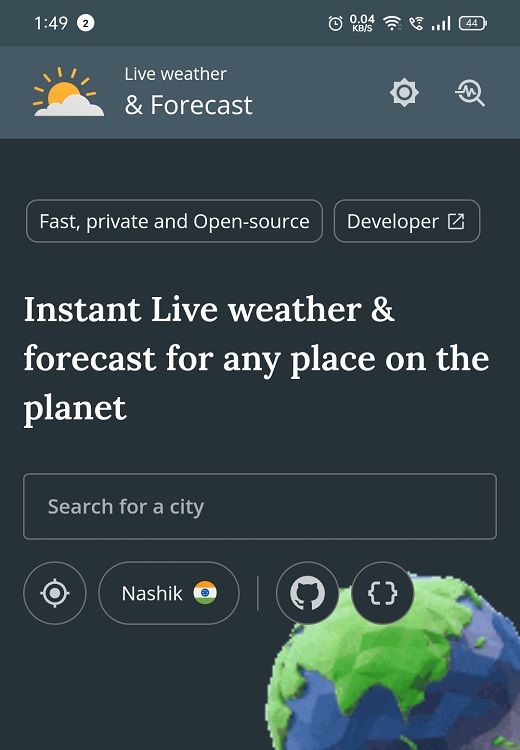 1:49 2 0.04 KB/S 44
Live weather
& Forecast
Fast, private and Open-source Developer
Instant Live weather &
forecast for any place on the
planet
Search for a city
Nashik